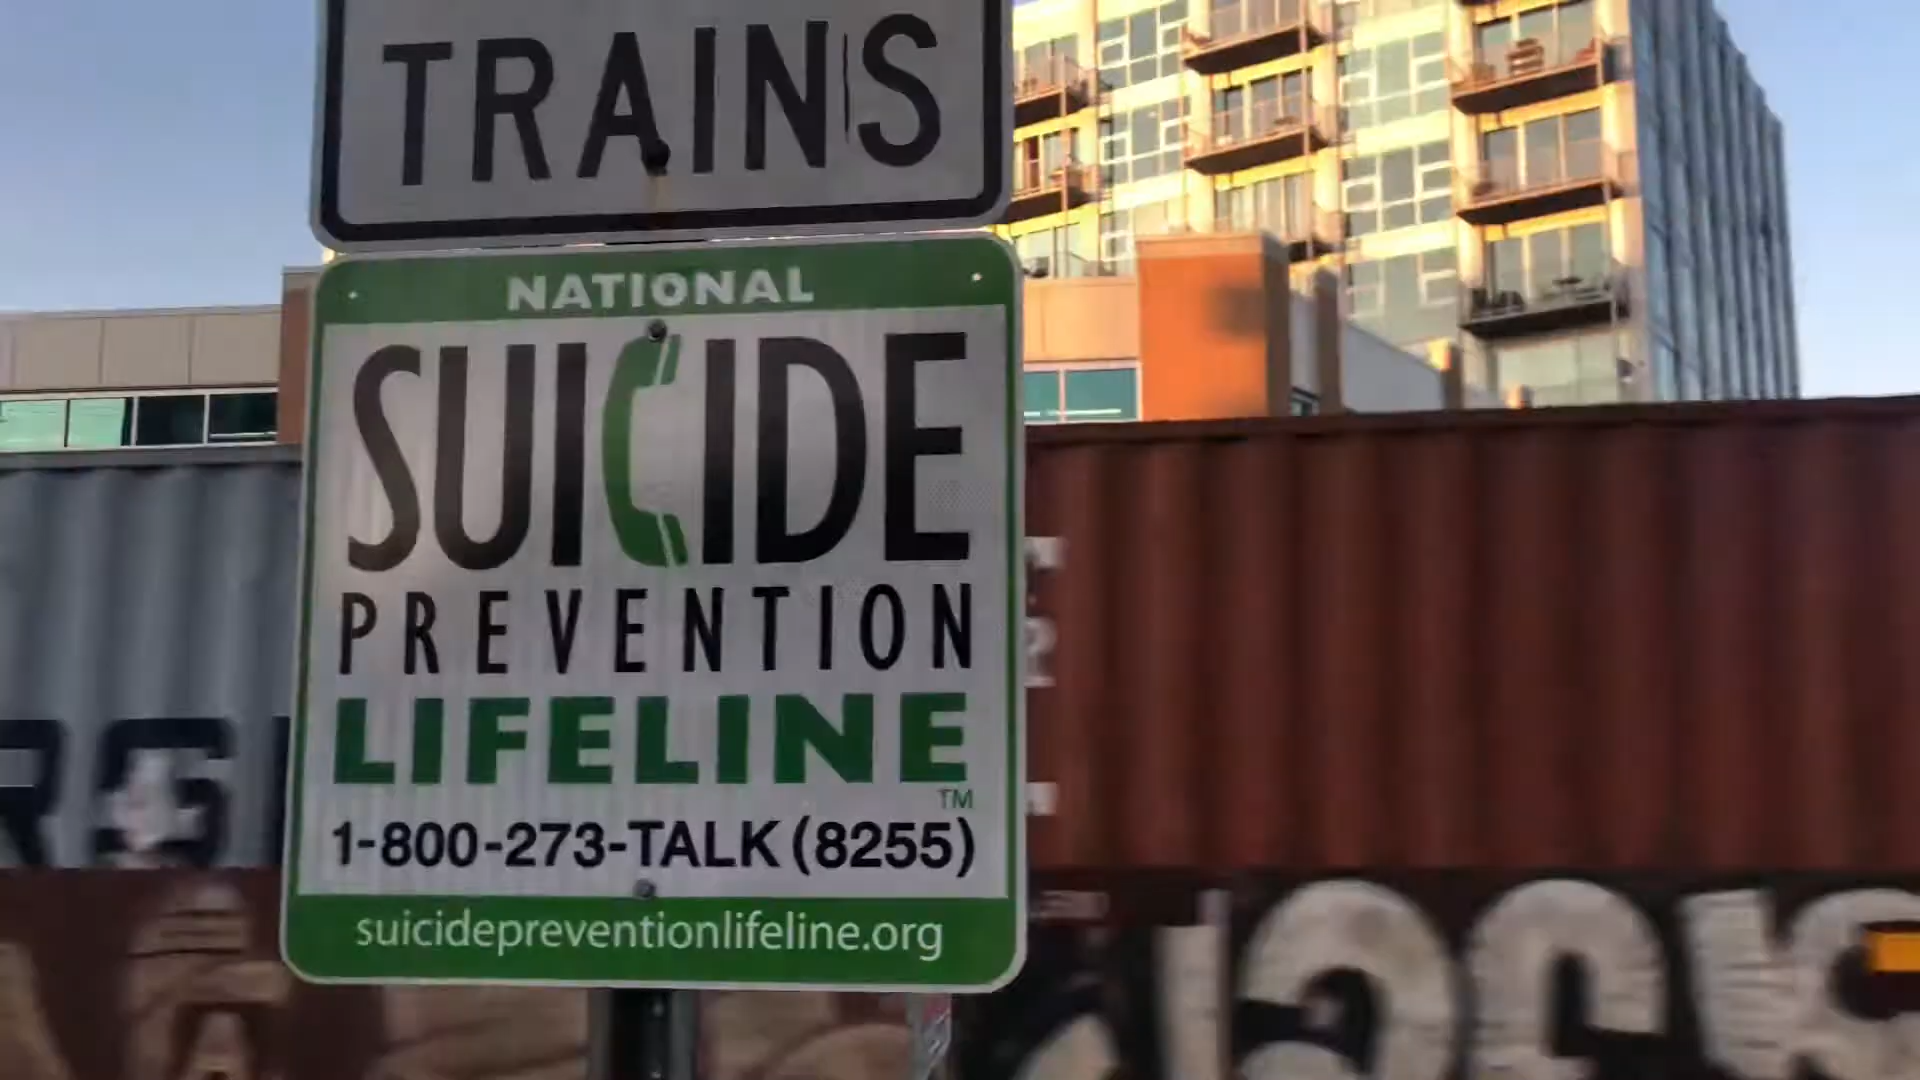 TRAINS
NATIONAL
SUICIDE
PREVENTION
LIFELINE
TM
1-800-273-TALK (8255)
suicidepreventionlifeline.org